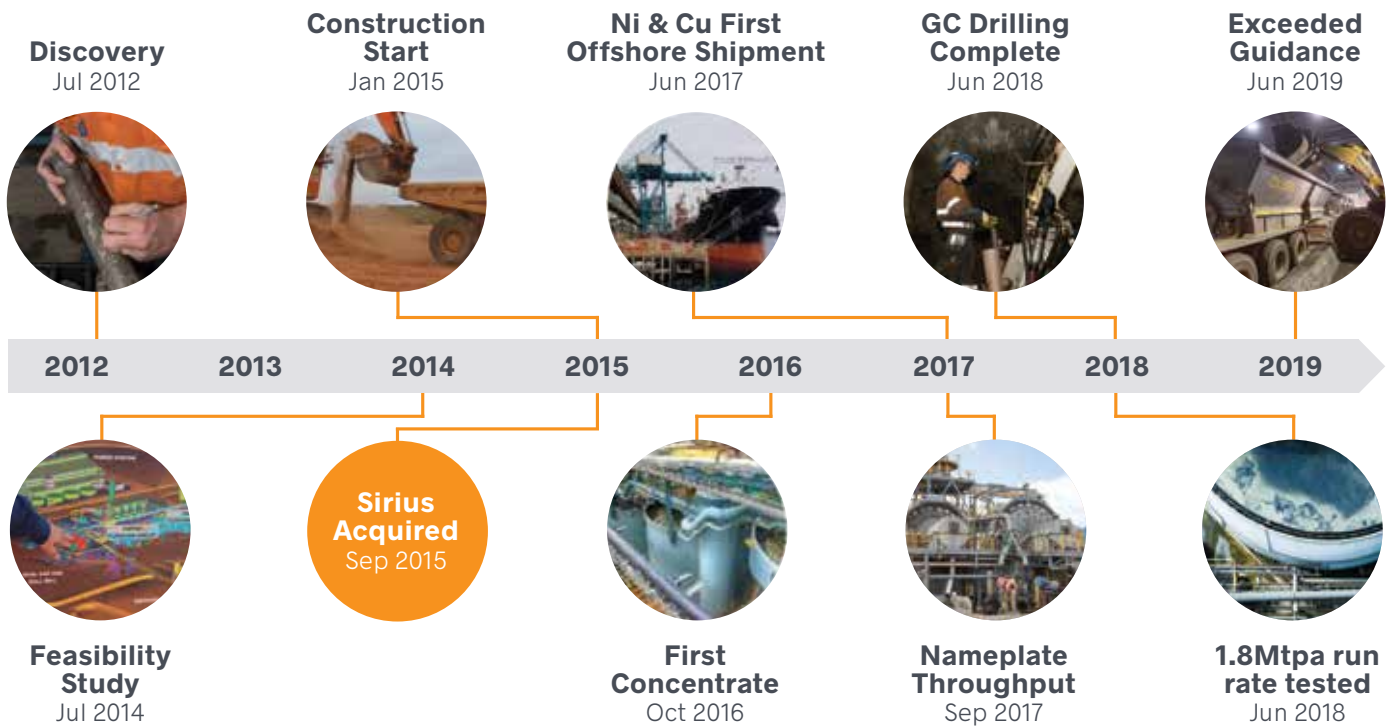 Discovery
Jul 2012
Construction
Start
Jan 2015
Ni & Cu First
Offshore Shipment
Jun 2017
GC Drilling
Complete
Jun 2018
Exceeded
Guidance
Jun 2019
2012 2013 2014 2015 2016 2017 2018 2019
Sirius
Acquired
Sep 2015
Feasibility
Study
Jul 2014
First
Concentrate
Oct 2016
Nameplate
Throughput
Sep 2017
1.8Mtpa run
rate tested
Jun 2018